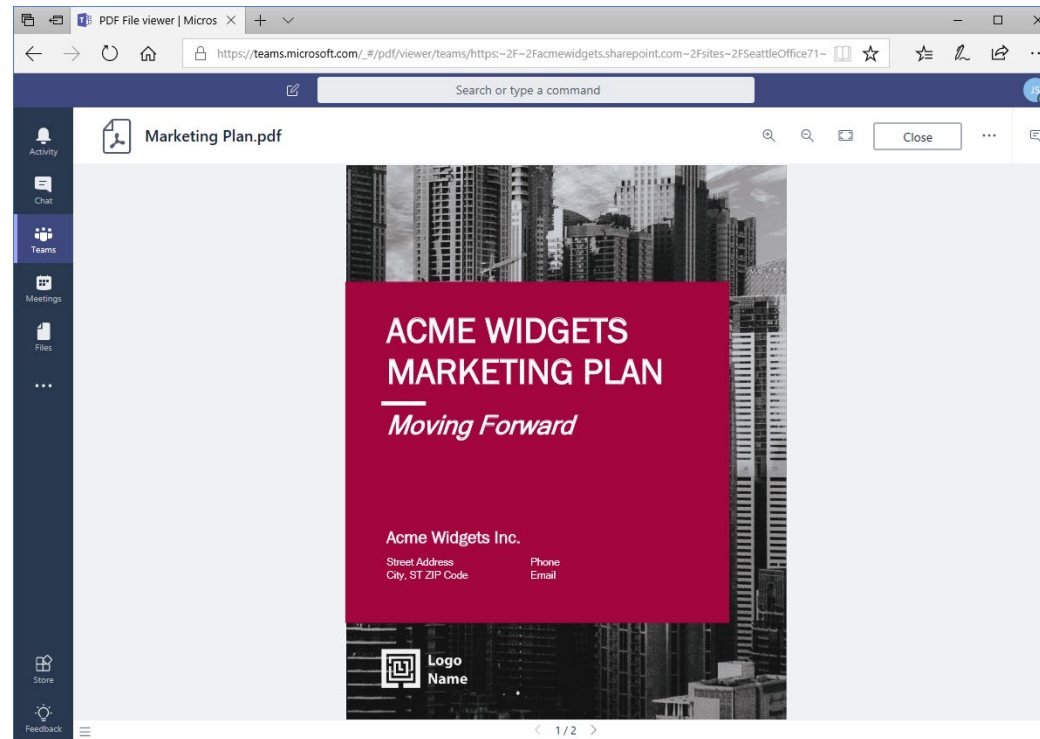 PDF File viewer | Micros
https://teams.microsoft.com/_#/pdf/viewer/teams/https:~2F~2Facmewidgets.sharepoint.com~2Fsites~2FSeattleOffice71~
Search or type a command
JS
Activity
Chat
Teams
Meetings
Files
Store
Feedback
Marketing Plan.pdf
Close
ACME WIDGETS
MARKETING PLAN
Moving Forward
Acme Widgets Inc.
Street Address Phone
City, ST ZIP Code Email
Logo
Name
1/2